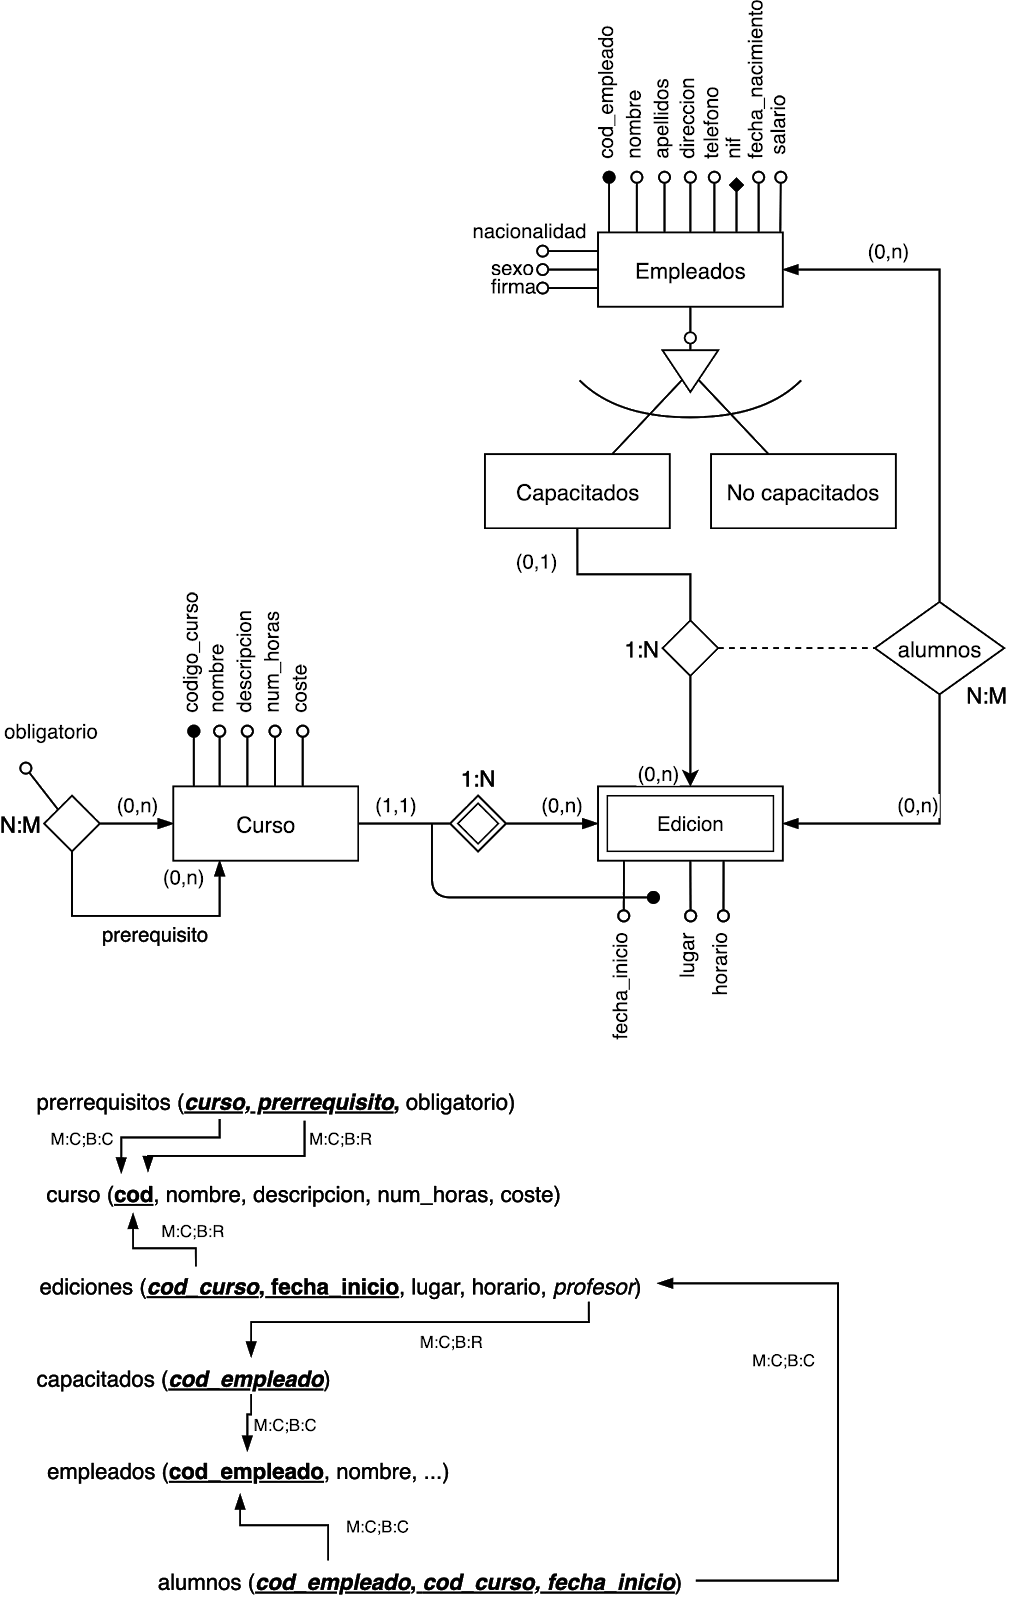 cod_empleado
nombre
apellidos
direccion
telefono
nif
fecha_nacimiento
salario
nacionalidad
sexo
firma
Empleados
(0,n)
Capacitados
No capacitados
(0,1)
1:N
alumnos
N:M
codigo_curso
nombre
descripcion
num_horas
coste
obligatorio
N:M
(0,n)
Curso
(1,1)
1:N
(0,n)
(0,n)
Edicion
(0,n)
(0,n)
prerequisito
fecha_inicio
lugar
horario
prerrequisitos (curso, prerrequisito, obligatorio)
M:C;B:C
M:C;B:R
curso (cod, nombre, descripcion, num_horas, coste)
M:C;B:R
ediciones (cod_curso, fecha_inicio, lugar, horario, profesor)
M:C;B:R
M:C;B:C
capacitados (cod_empleado)
M:C;B:C
empleados (cod_empleado, nombre, ...)
M:C;B:C
alumnos (cod_empleado, cod_curso, fecha_inicio)